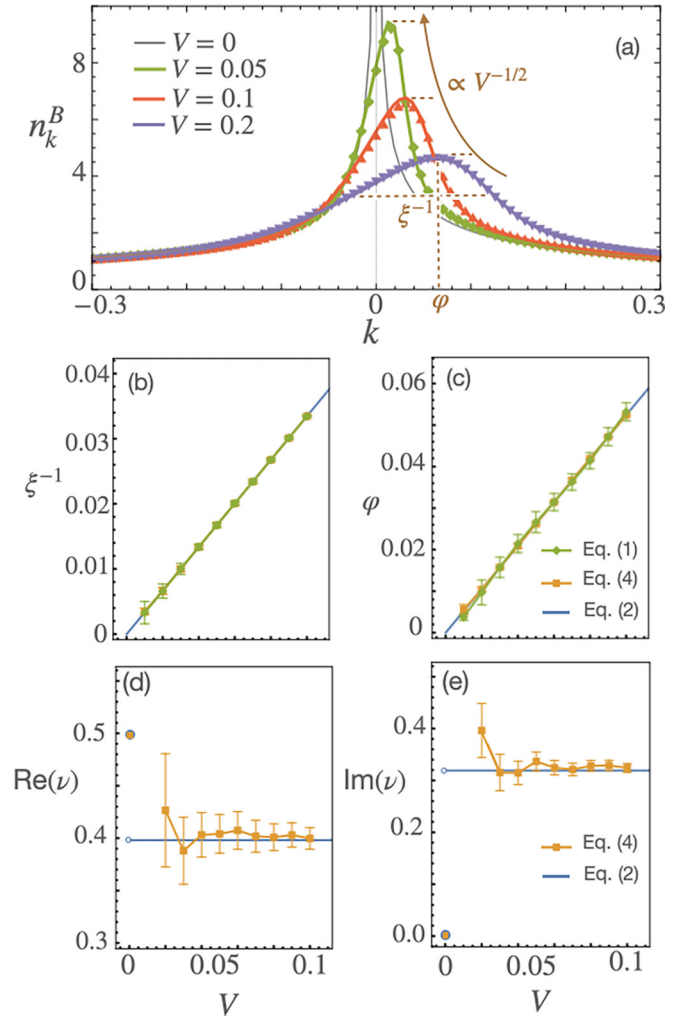 (a)
V = 0
V = 0.05
V = 0.1
V = 0.2
∝ V^{-1/2}
n_k^B
8
4
0
ξ^{-1}
−0.3
0
φ
0.3
k
(b)
0.04
0.03
ξ^{-1}
0.02
0.01
0
(c)
0.06
0.04
φ
0.02
0
Eq. (1)
Eq. (4)
Eq. (2)
(d)
0.5
Re(ν)
0.4
0.3
0
0.05
0.1
V
(e)
0.4
Im(ν)
0.2
0.0
Eq. (4)
Eq. (2)
0
0.05
0.1
V